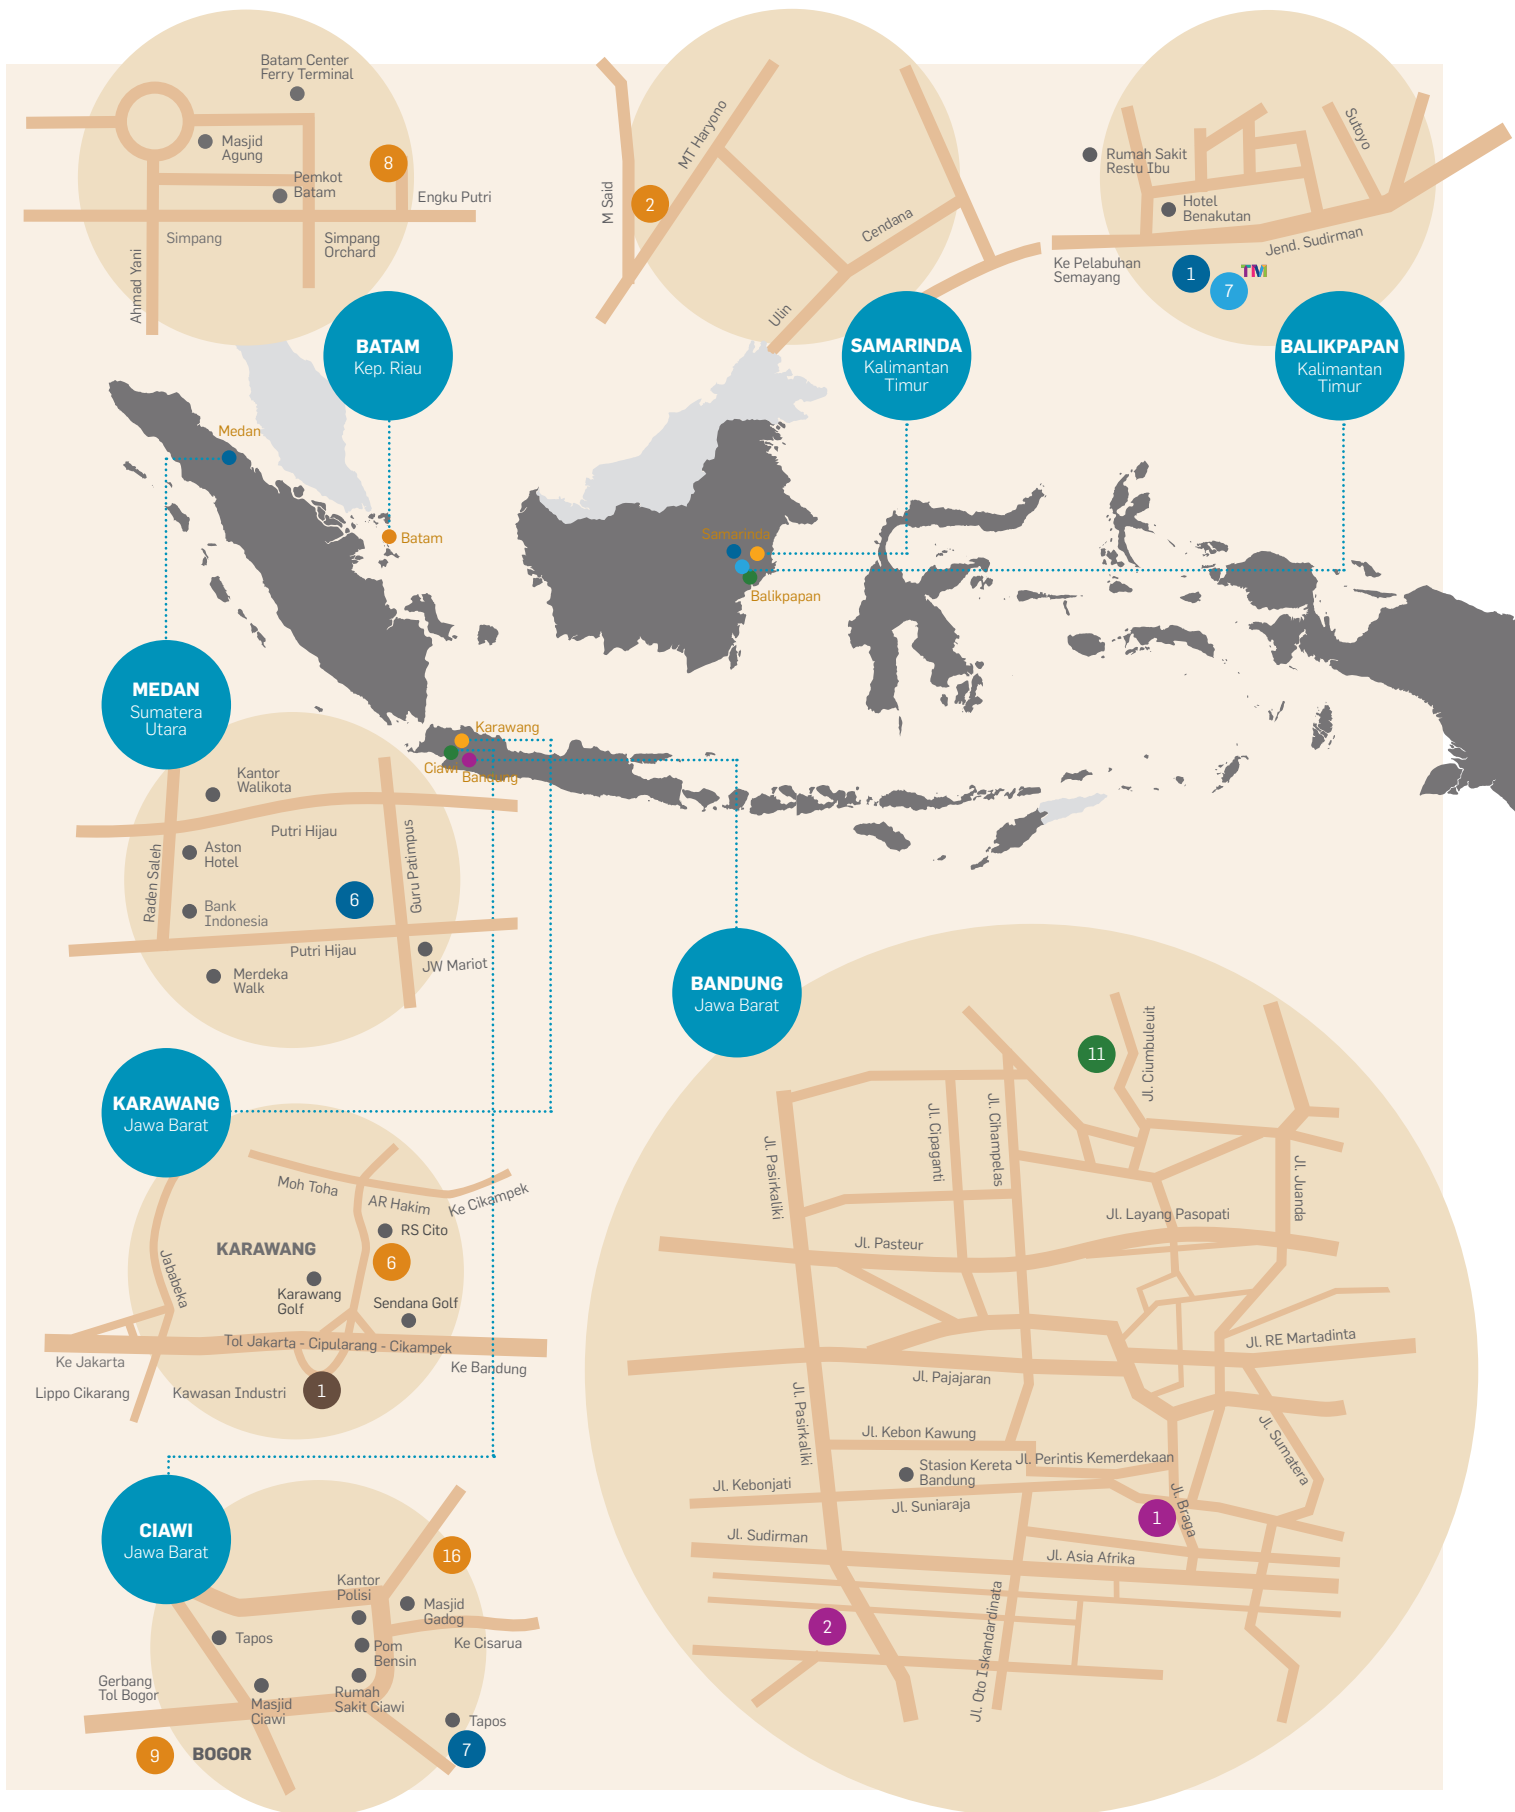 Batam Center
Ferry Terminal
Masjid
Agung
8
Pemkot
Batam
Engku Putri
Simpang
Simpang
Orchard
Ahmad Yani
BATAM
Kep. Riau
MT Haryono
M Said
2
Cendana
Ulin
SAMARINDA
Kalimantan
Timur
Sutoyo
Rumah Sakit
Restu Ibu
Hotel
Benakutan
Jend. Sudirman
Ke Pelabuhan
Semayang
1
TM
7
BALIKPAPAN
Kalimantan
Timur
Medan
Batam
Samarinda
Balikpapan
Karawang
Ciawi
Bandung
MEDAN
Sumatera
Utara
Kantor
Walikota
Putri Hijau
Aston
Hotel
Raden Saleh
Guru Patimpus
6
Bank
Indonesia
Putri Hijau
JW Mariot
Merdeka
Walk
KARAWANG
Jawa Barat
Moh Toha
AR Hakim
Ke Cikampek
RS Cito
KARAWANG
6
Jababeka
Karawang
Golf
Sendana Golf
Tol Jakarta - Cipularang - Cikampek
Ke Jakarta
Ke Bandung
Lippo Cikarang
Kawasan Industri
1
CIAWI
Jawa Barat
16
Kantor
Polisi
Masjid
Gadog
Tapos
Ke Cisarua
Pom
Bensin
Gerbang
Tol Bogor
Rumah
Sakit Ciawi
Masjid
Ciawi
Tapos
9
BOGOR
7
BANDUNG
Jawa Barat
11
Jl. Ciumbuleuit
Jl. Cipaganti
Jl. Cihampelas
Jl. Pasirkaliki
Jl. Juanda
Jl. Layang Pasopati
Jl. Pasteur
Jl. RE Martadinta
Jl. Pajajaran
Jl. Pasirkaliki
Jl. Kebon Kawung
Jl. Sumatera
Stasion Kereta
Bandung
Jl. Perintis Kemerdekaan
Jl. Kebonjati
Jl. Suniaraja
Jl. Braga
1
Jl. Sudirman
Jl. Asia Afrika
2
Jl. Oto Iskandardinata